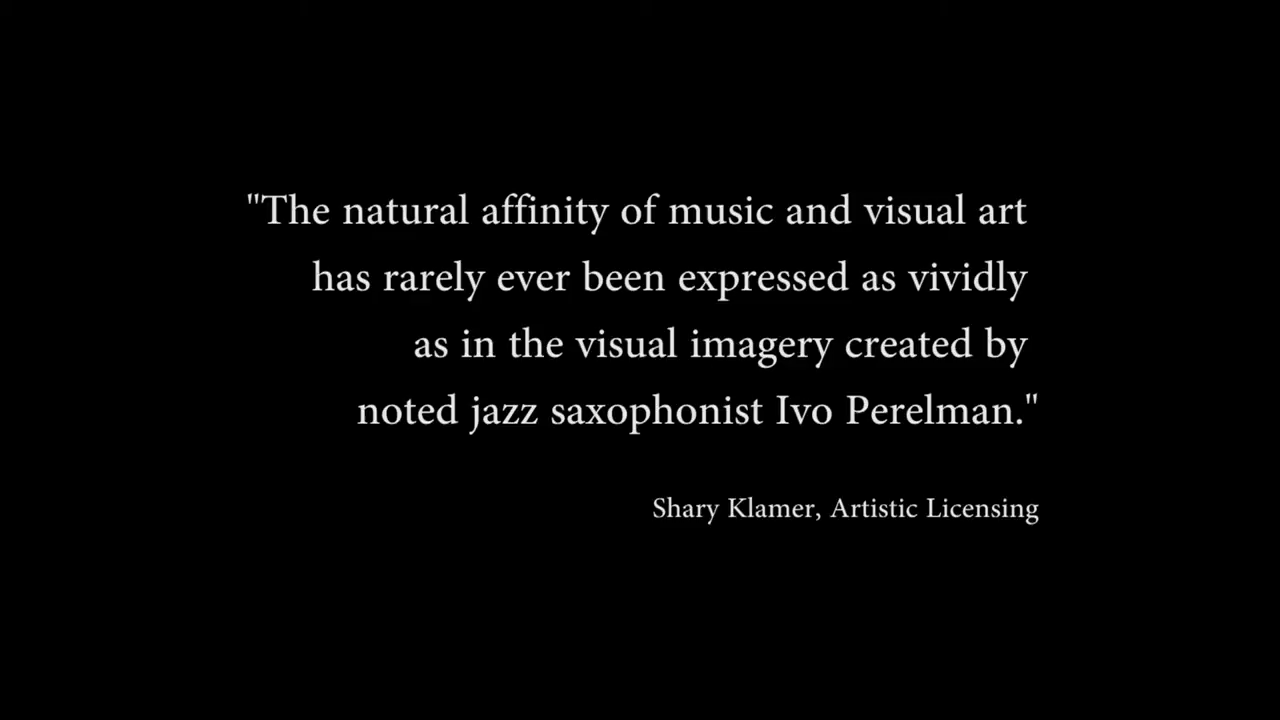 "The natural affinity of music and visual art
has rarely ever been expressed as vividly
as in the visual imagery created by
noted jazz saxophonist Ivo Perelman."
Shary Klamer, Artistic Licensing